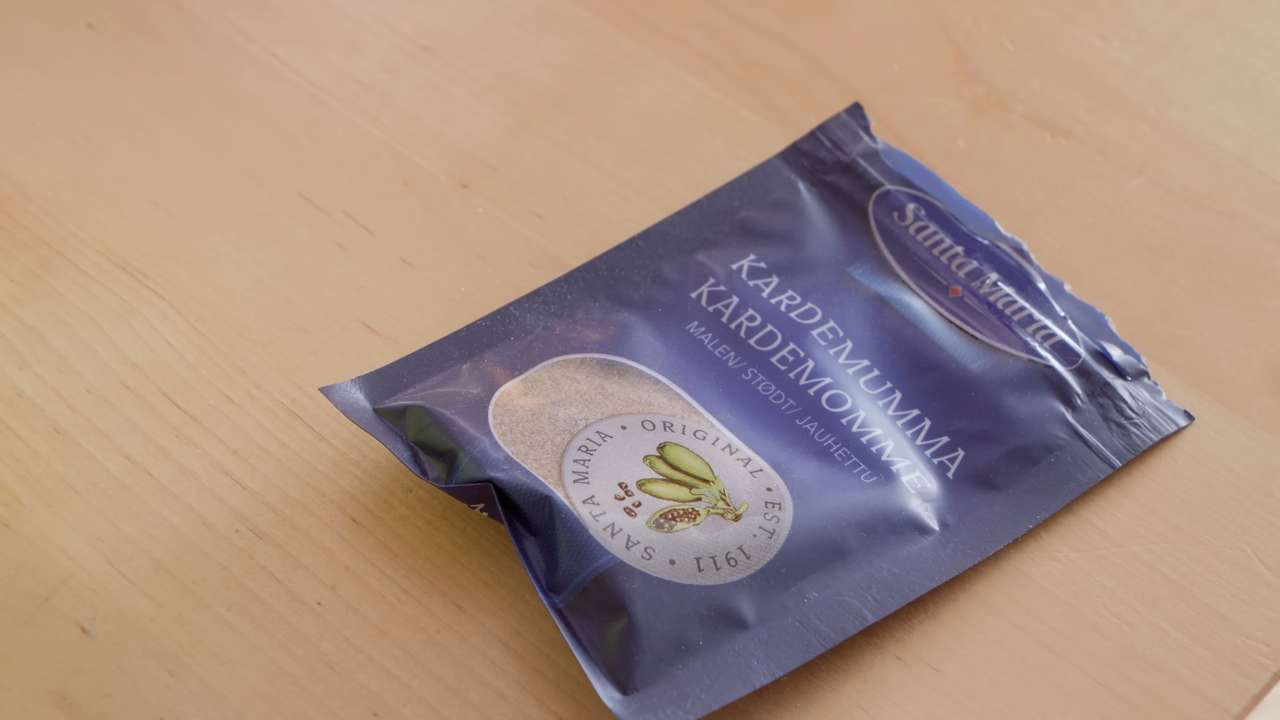 Santa Maria
KARDEMUMMA
KARDEMOMME
MALEN/ STØDT/ JAUHETTU
SANTA MARIA • ORIGINAL • EST. 1911 •